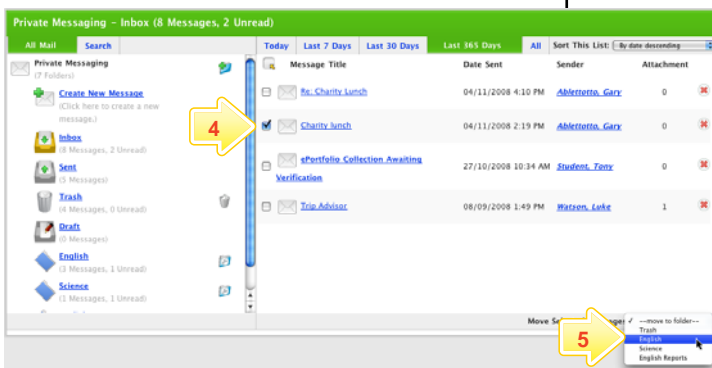 Private Messaging - Inbox (8 Messages, 2 Unread)
All Mail Search Today Last 7 Days Last 30 Days Last 365 Days All Sort This List: By date descending
Private Messaging
(7 Folders)
Create New Message
(Click here to create a new
message.)
Inbox
(8 Messages, 2 Unread)
Sent
(5 Messages)
Trash
(4 Messages, 0 Unread)
Draft
(0 Messages)
English
(3 Messages, 1 Unread)
Science
(1 Messages, 1 Unread)
Message Title Date Sent Sender Attachment
Re: Charity Lunch 04/11/2008 4:10 PM Ablettotto, Gary 0
4
Charity lunch 04/11/2008 2:19 PM Ablettotto, Gary 0
ePortfolio Collection Awaiting
Verification 27/10/2008 10:34 AM Student, Tony 0
Trip Advisor 08/09/2008 1:49 PM Watson, Luke 1
Move
5
--move to folder--
Trash
English
Science
English Reports